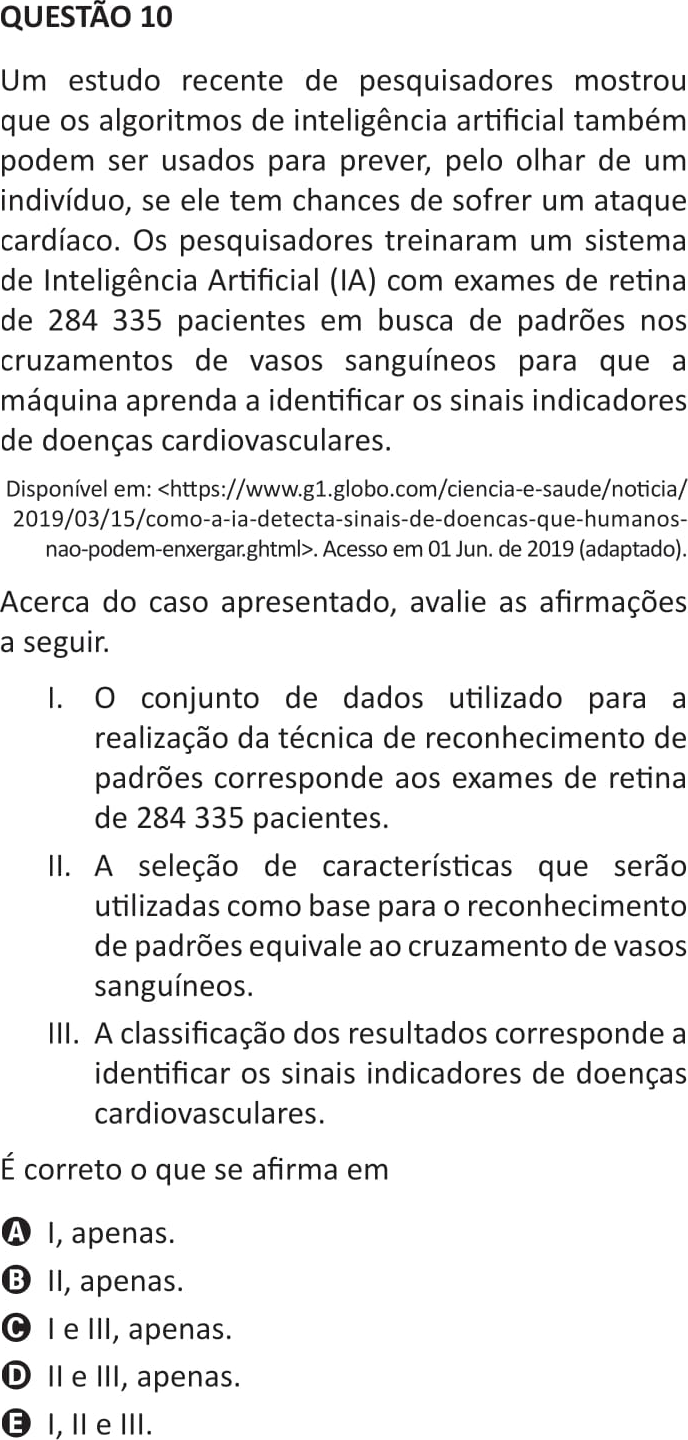 QUESTÃO 10
Um estudo recente de pesquisadores mostrou
que os algoritmos de inteligência artificial também
podem ser usados para prever, pelo olhar de um
indivíduo, se ele tem chances de sofrer um ataque
cardíaco. Os pesquisadores treinaram um sistema
de Inteligência Artificial (IA) com exames de retina
de 284 335 pacientes em busca de padrões nos
cruzamentos de vasos sanguíneos para que a
máquina aprenda a identificar os sinais indicadores
de doenças cardiovasculares.
Disponível em: <https://www.g1.globo.com/ciencia-e-saude/noticia/
2019/03/15/como-a-ia-detecta-sinais-de-doencas-que-humanos-
nao-podem-enxergar.ghtml>. Acesso em 01 Jun. de 2019 (adaptado).
Acerca do caso apresentado, avalie as afirmações
a seguir.
I. O conjunto de dados utilizado para a
realização da técnica de reconhecimento de
padrões corresponde aos exames de retina
de 284 335 pacientes.
II. A seleção de características que serão
utilizadas como base para o reconhecimento
de padrões equivale ao cruzamento de vasos
sanguíneos.
III. A classificação dos resultados corresponde a
identificar os sinais indicadores de doenças
cardiovasculares.
É correto o que se afirma em
A I, apenas.
B II, apenas.
C I e III, apenas.
D II e III, apenas.
E I, II e III.